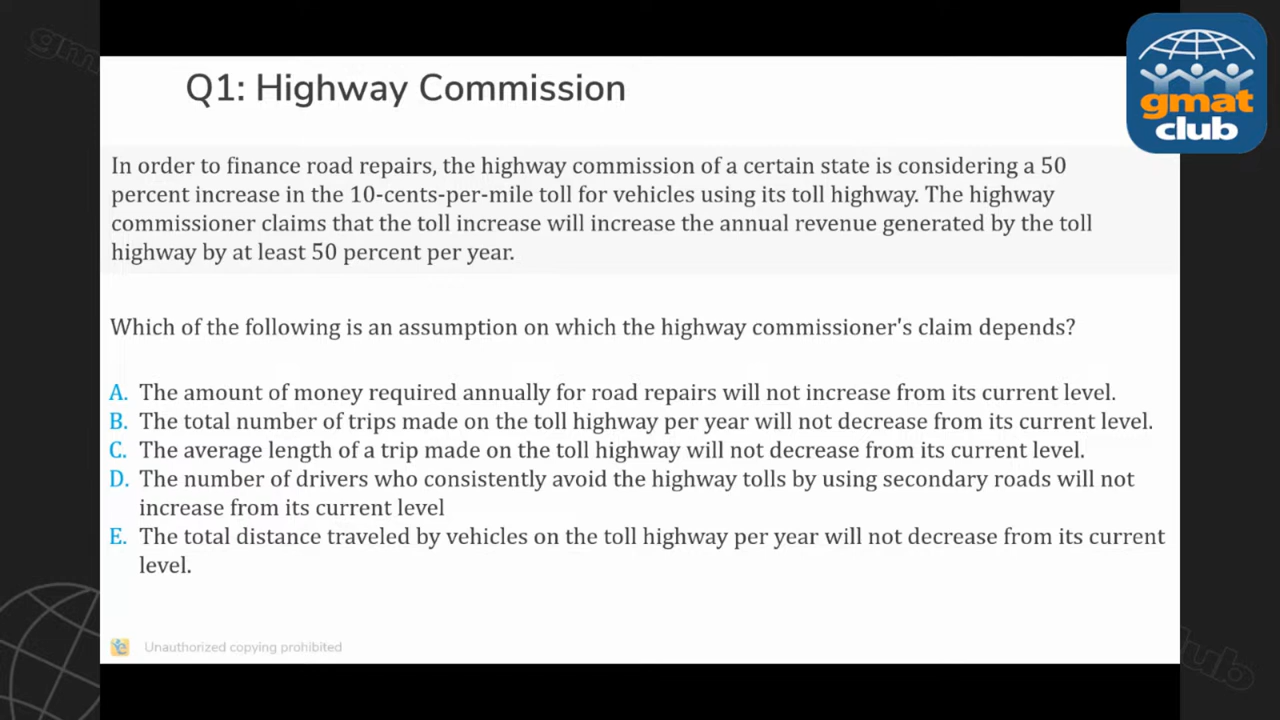 Q1: Highway Commission
gmat
club
In order to finance road repairs, the highway commission of a certain state is considering a 50
percent increase in the 10-cents-per-mile toll for vehicles using its toll highway. The highway
commissioner claims that the toll increase will increase the annual revenue generated by the toll
highway by at least 50 percent per year.
Which of the following is an assumption on which the highway commissioner's claim depends?
A. The amount of money required annually for road repairs will not increase from its current level.
B. The total number of trips made on the toll highway per year will not decrease from its current level.
C. The average length of a trip made on the toll highway will not decrease from its current level.
D. The number of drivers who consistently avoid the highway tolls by using secondary roads will not
increase from its current level
E. The total distance traveled by vehicles on the toll highway per year will not decrease from its current
level.
Unauthorized copying prohibited